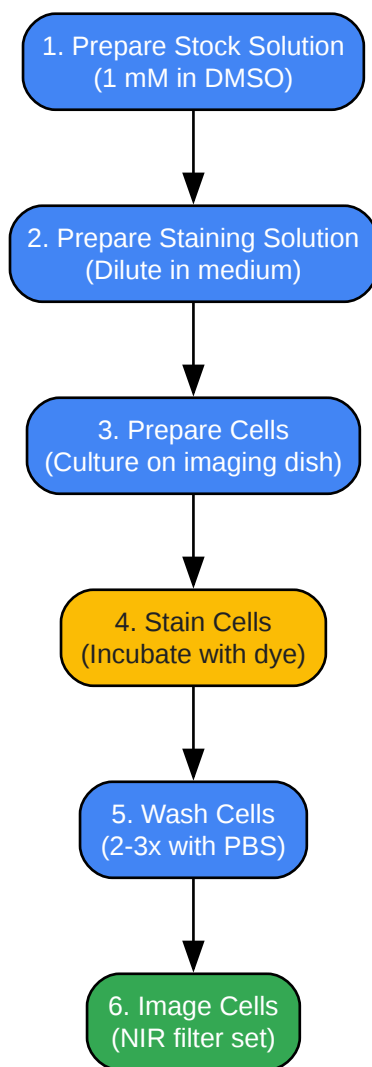 1. Prepare Stock Solution
(1 mM in DMSO)
2. Prepare Staining Solution
(Dilute in medium)
3. Prepare Cells
(Culture on imaging dish)
4. Stain Cells
(Incubate with dye)
5. Wash Cells
(2-3x with PBS)
6. Image Cells
(NIR filter set)